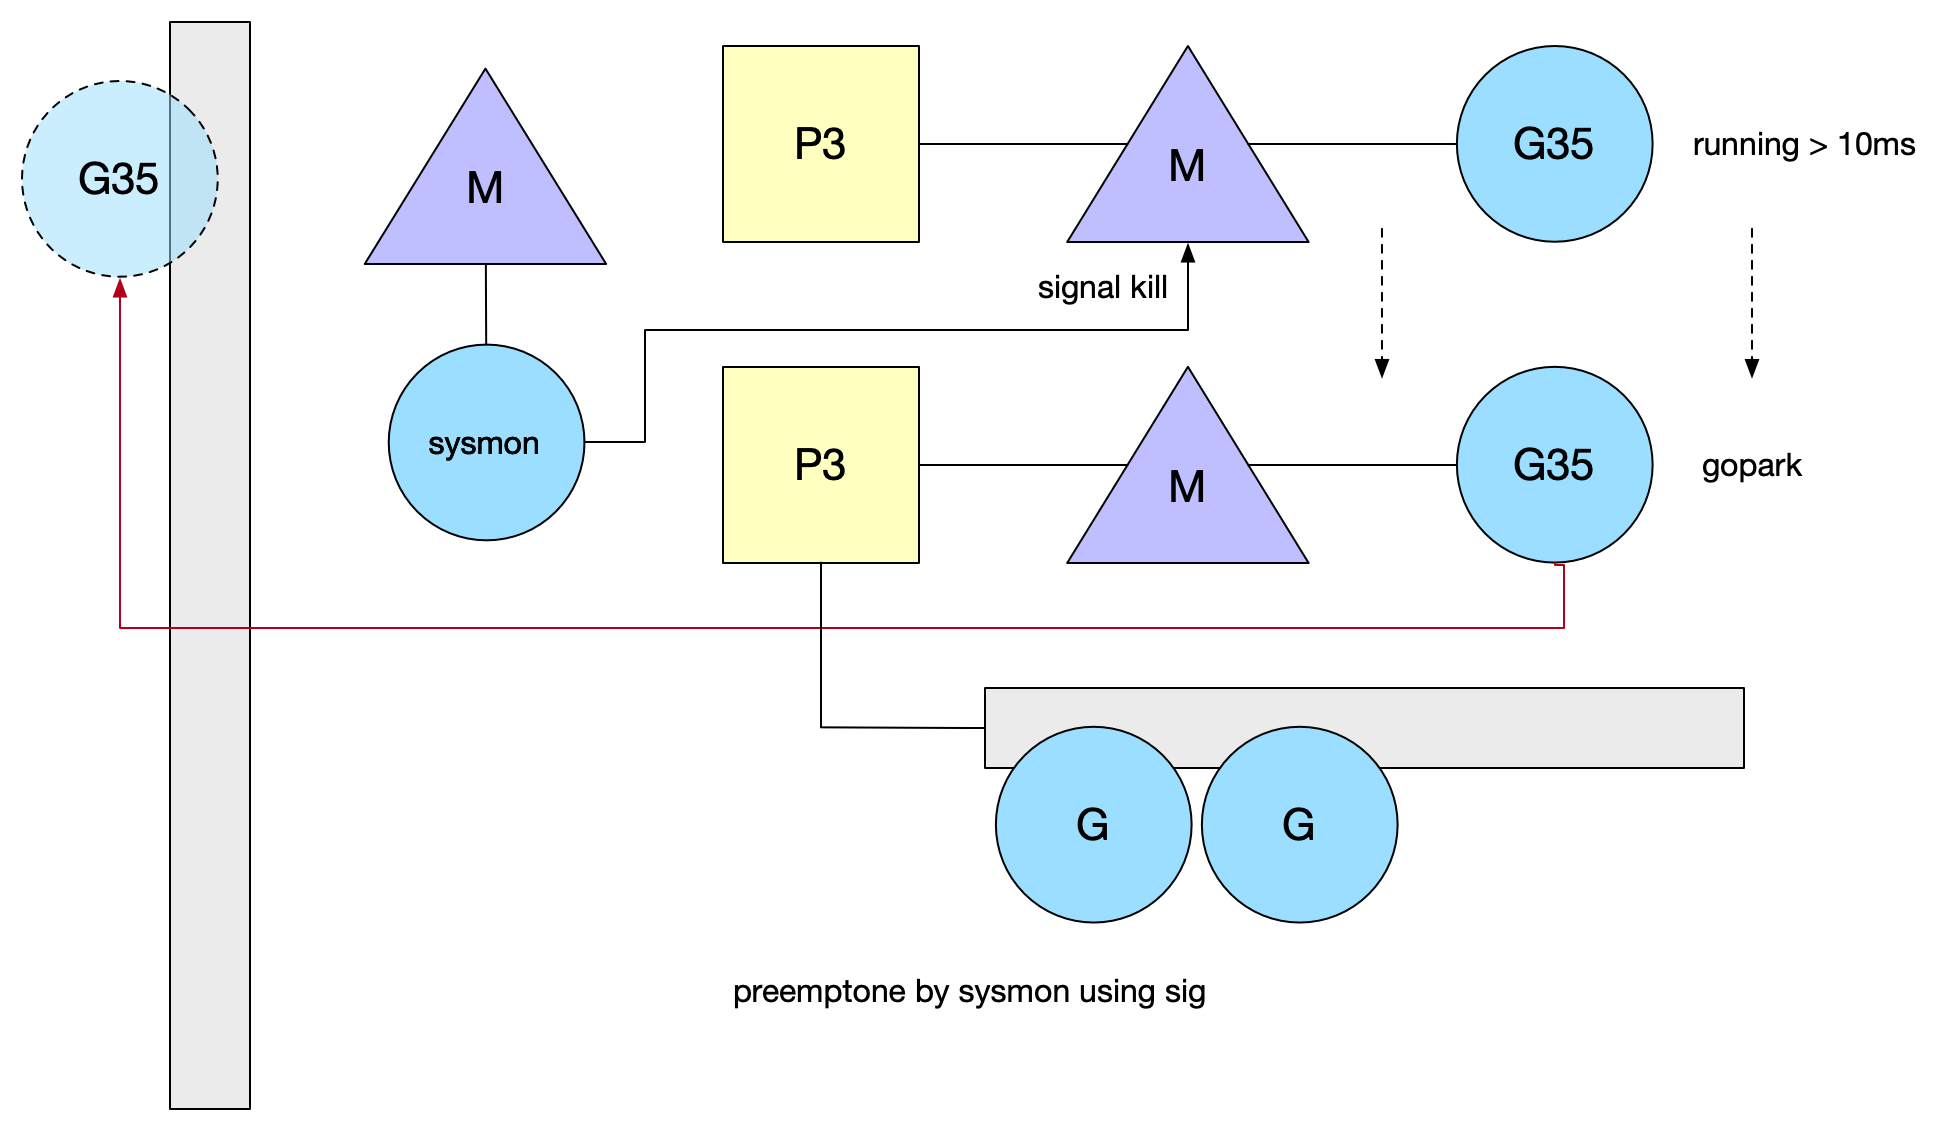 G35
M
P3
M
G35
running > 10ms
signal kill
sysmon
P3
M
G35
gopark
G
G
preemptone by sysmon using sig